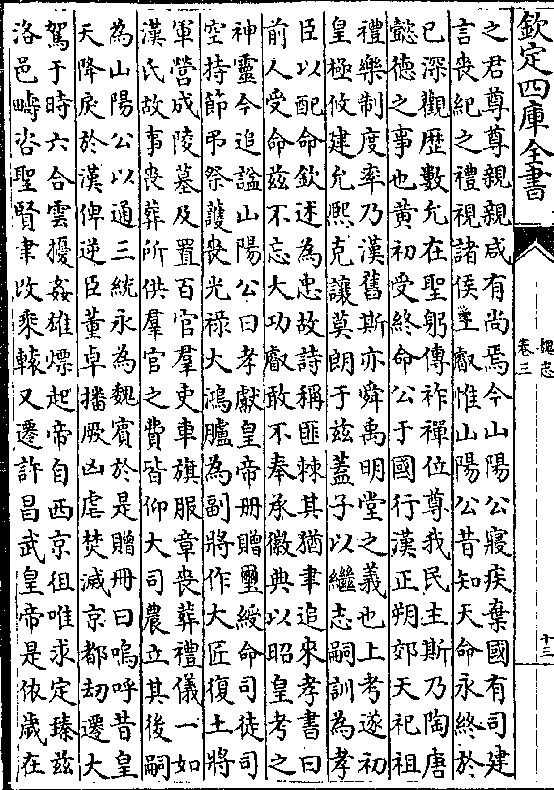 欽定四庫全書
魏志
卷三
十三
之君尊尊親親咸有尚焉今山陽公寢疾棄國有司建
言喪紀之禮視諸侯王叡惟山陽公昔知天命永終於
已深觀歷數允在聖躬傳祚禪位尊我民主斯乃陶唐
懿德之事也黄初受終命公于國行漢正朔郊天祀祖
禮樂制度率乃漢舊斯亦舜禹明堂之義也上考遂初
皇極攸建允熙克讓莫朗于兹蓋子以繼志嗣訓為孝
臣以配命欽述為忠故詩稱匪棘其猶聿追來孝書曰
前人受命兹不忘大功叡敢不奉承徽典以昭皇考之
神靈今追謚山陽公曰孝獻皇帝册贈璽綬命司徒司
空持節弔祭護喪光禄大鴻臚為副將作大匠復土將
軍營成陵墓及置百官羣吏車旗服章喪葬禮儀一如
漢氏故事喪葬所供羣官之費皆仰大司農立其後嗣
為山陽公以通三統永為魏賓於是贈册曰嗚呼昔皇
天降戾於漢俾逆臣董卓播厥凶虐焚滅京都刼遷大
駕于時六合雲擾姦雄熛起帝自西京徂唯求定臻兹
洛邑疇咨聖賢聿改乘轅又遷許昌武皇帝是依歲在